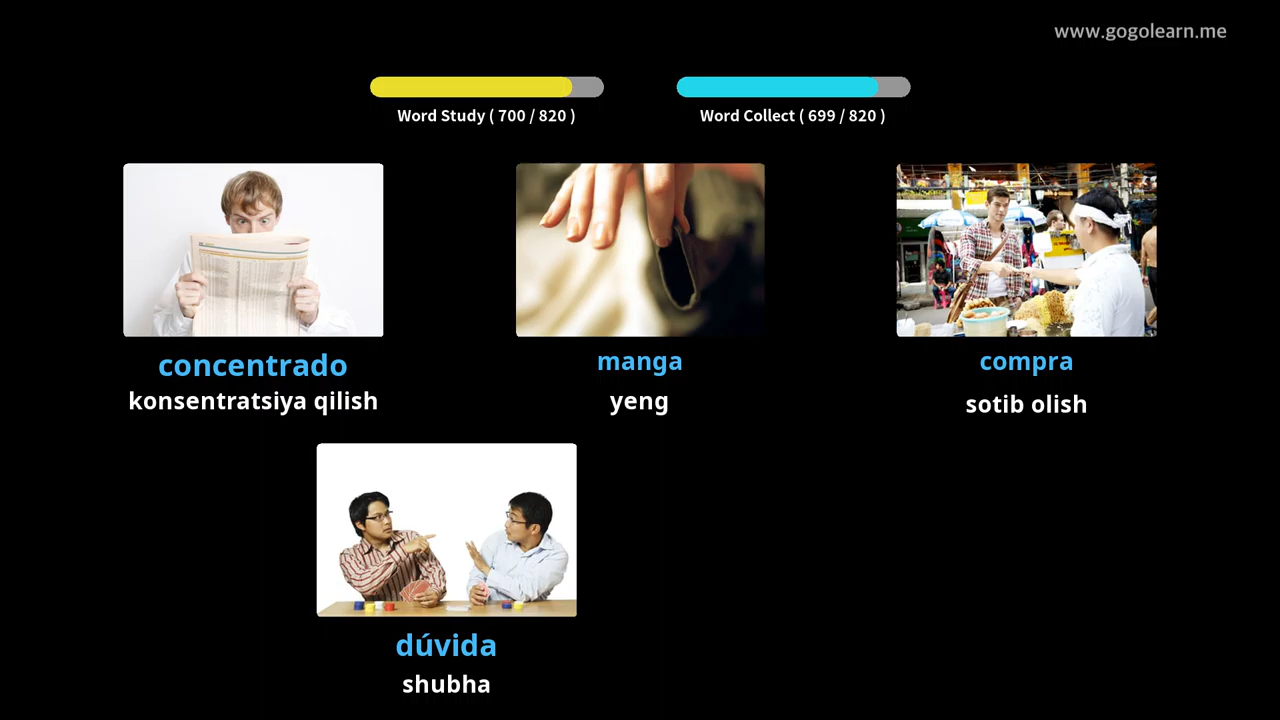 www.gogolearn.me
Word Study ( 700 / 820 )
Word Collect ( 699 / 820 )
concentrado
konsentratsiya qilish
manga
yeng
compra
sotib olish
dúvida
shubha